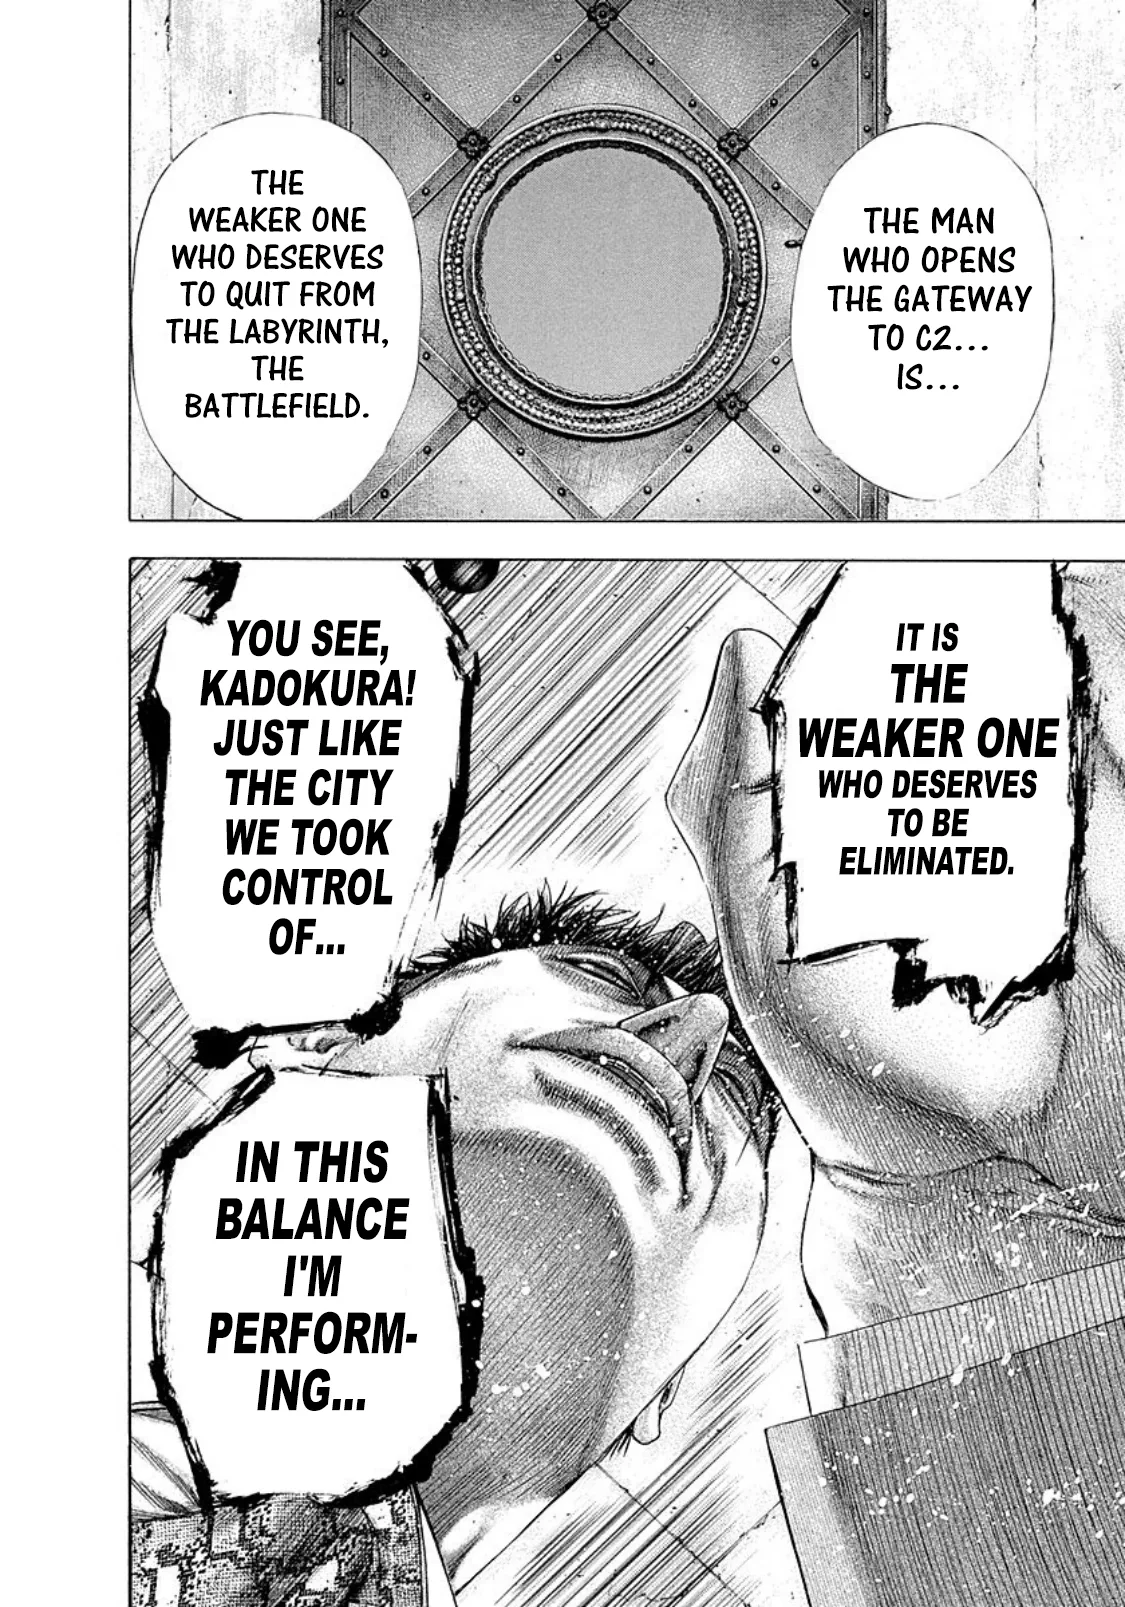 THE MAN
WHO OPENS
THE GATEWAY
TO C2...
IS...
THE
WEAKER ONE
WHO DESERVES
TO QUIT FROM
THE LABYRINTH,
THE
BATTLEFIELD.
IT IS
THE
WEAKER ONE
WHO DESERVES
TO BE
ELIMINATED.
YOU SEE,
KADOKURA!
JUST LIKE
THE CITY
WE TOOK
CONTROL
OF...
IN THIS
BALANCE
I'M
PERFORM-
ING...